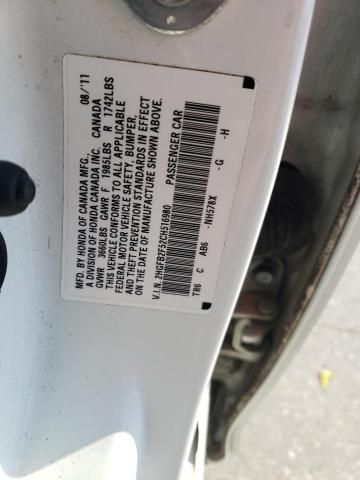 MFD. BY HONDA OF CANADA MFG., 08/'11
A DIVISION OF HONDA CANADA INC. CANADA
GVWR 3660LBS GAWR F 1985LBS R 1742LBS
THIS VEHICLE CONFORMS TO ALL APPLICABLE
FEDERAL MOTOR VEHICLE SAFETY, BUMPER,
AND THEFT PREVENTION STANDARDS IN EFFECT
ON THE DATE OF MANUFACTURE SHOWN ABOVE.
V.I.N. 2HGFB2F52CH516980 PASSENGER CAR
TR6 C AB6 -NH578X -G -H